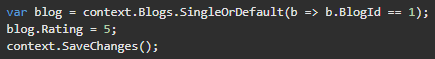 var blog = context.Blogs.SingleOrDefault(b => b.BlogId == 1);
blog.Rating = 5;
context.SaveChanges();